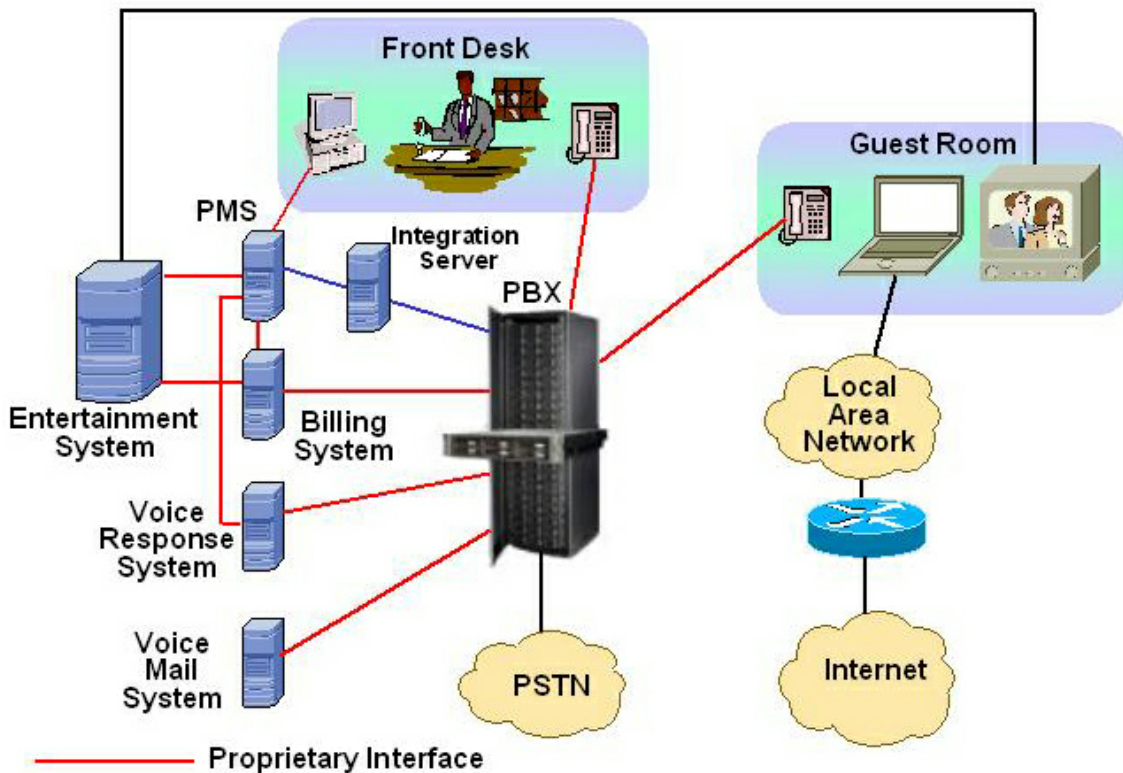 Front Desk
Guest Room
PMS
Integration
Server
PBX
Entertainment
System
Billing
System
Local
Area
Network
Voice
Response
System
Voice
Mail
System
PSTN
Internet
Proprietary Interface